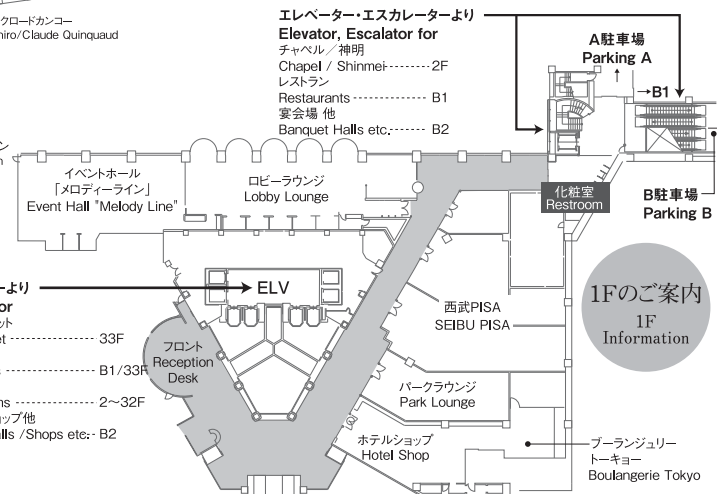 クロードカンコー
hiro/Claude Quinquaud
エレベーター・エスカレーターより
Elevator, Escalator for
チャペル／神明
Chapel / Shinmei-------- 2F
レストラン
Restaurants ------------- B1
宴会場 他
Banquet Halls etc.------ B2
A駐車場
Parking A
→B1
B駐車場
Parking B
イベントホール
「メロディーライン」
Event Hall "Melody Line"
ロビーラウンジ
Lobby Lounge
化粧室
Restroom
ELV
西武PISA
SEIBU PISA
1Fのご案内
1F
Information
フロント
Reception
Desk
パークラウンジ
Park Lounge
ホテルショップ
Hotel Shop
ブーランジュリー
トーキョー
Boulangerie Tokyo
ーより
or
ット
et ---------------- 33F
s --------------- B1/33F
ms ------------- 2〜32F
ョップ他
alls /Shops etc.-- B2